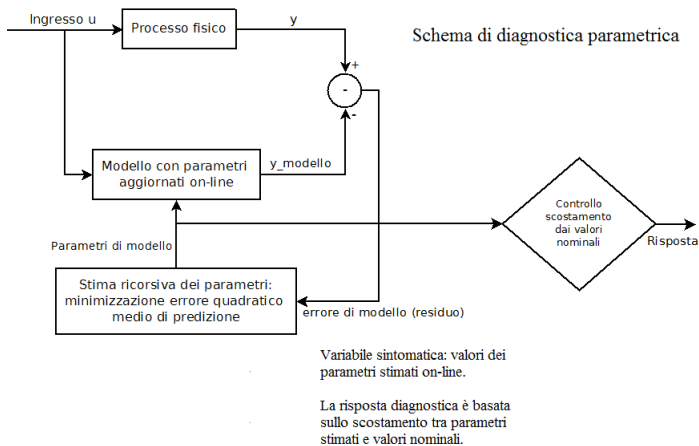 Schema di diagnostica parametrica
Ingresso u
Processo fisico
y
+
-
-
Modello con parametri
aggiornati on-line
y_modello
Controllo
scostamento
dai valori
nominali
Risposta
Parametri di modello
Stima ricorsiva dei parametri:
minimizzazione errore quadratico
medio di predizione
errore di modello (residuo)
Variabile sintomatica: valori dei
parametri stimati on-line.
La risposta diagnostica è basata
sullo scostamento tra parametri
stimati e valori nominali.